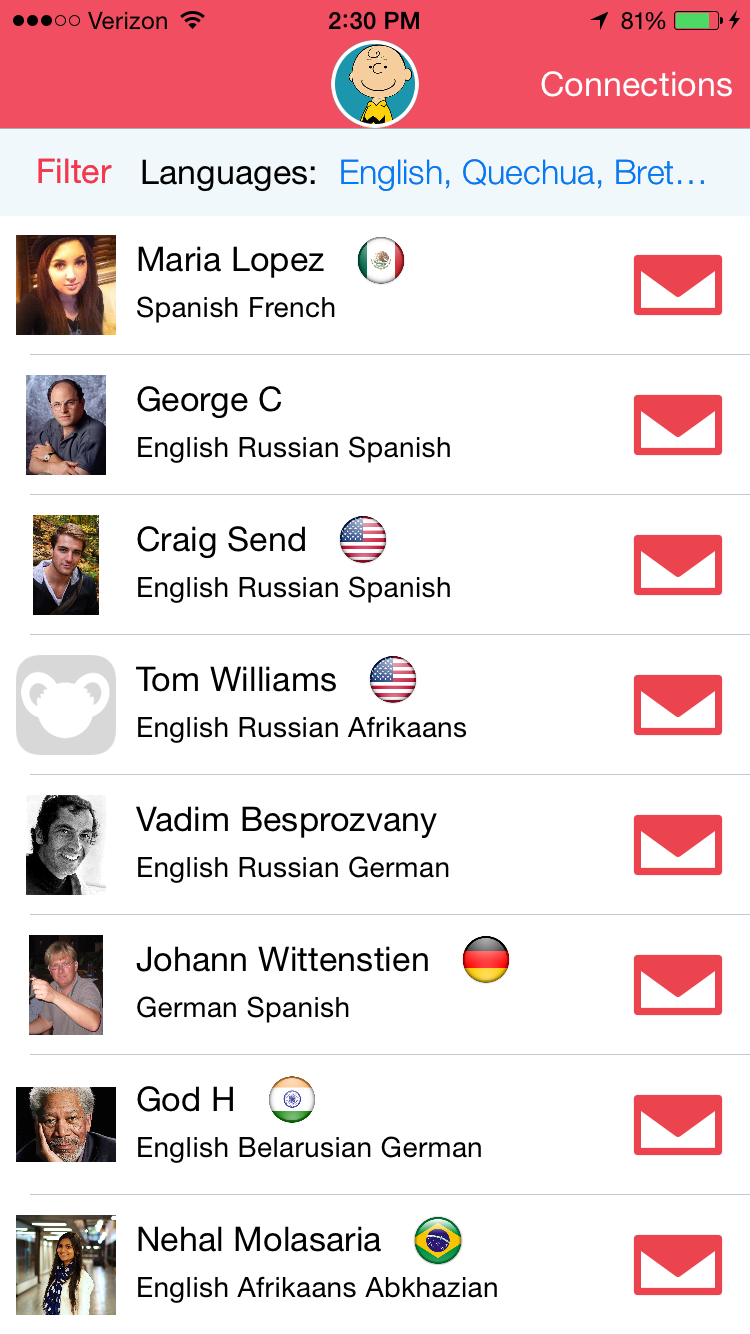 Verizon 2:30 PM 81%
Connections
Filter Languages: English, Quechua, Bret...
Maria Lopez
Spanish French
George C
English Russian Spanish
Craig Send
English Russian Spanish
Tom Williams
English Russian Afrikaans
Vadim Besprozvany
English Russian German
Johann Wittenstien
German Spanish
God H
English Belarusian German
Nehal Molasaria
English Afrikaans Abkhazian